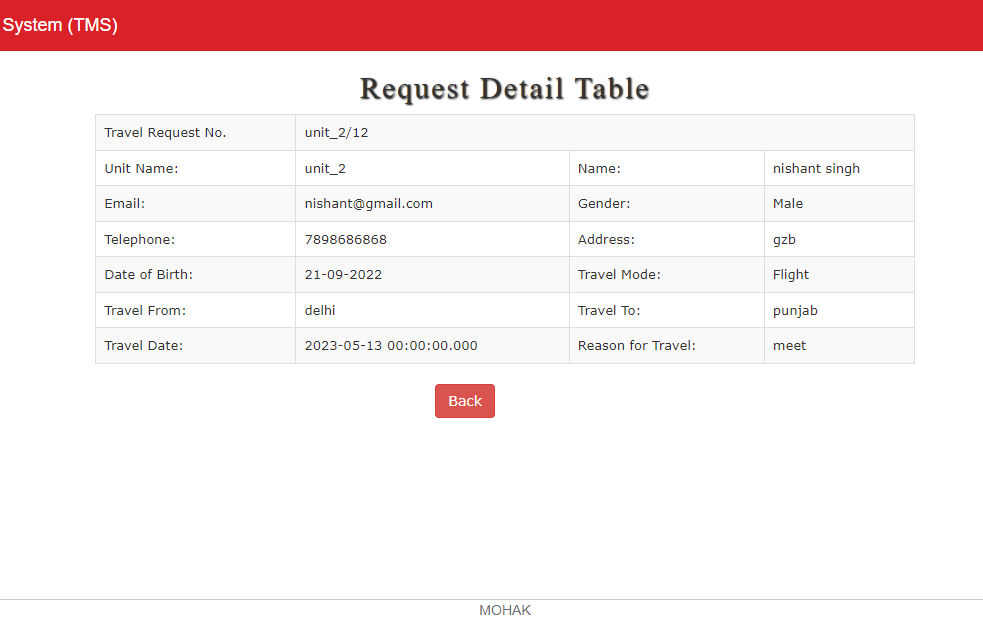 System (TMS)
Request Detail Table
Travel Request No. unit_2/12
Unit Name: unit_2 Name: nishant singh
Email: nishant@gmail.com Gender: Male
Telephone: 7898686868 Address: gzb
Date of Birth: 21-09-2022 Travel Mode: Flight
Travel From: delhi Travel To: punjab
Travel Date: 2023-05-13 00:00:00.000 Reason for Travel: meet
Back
MOHAK